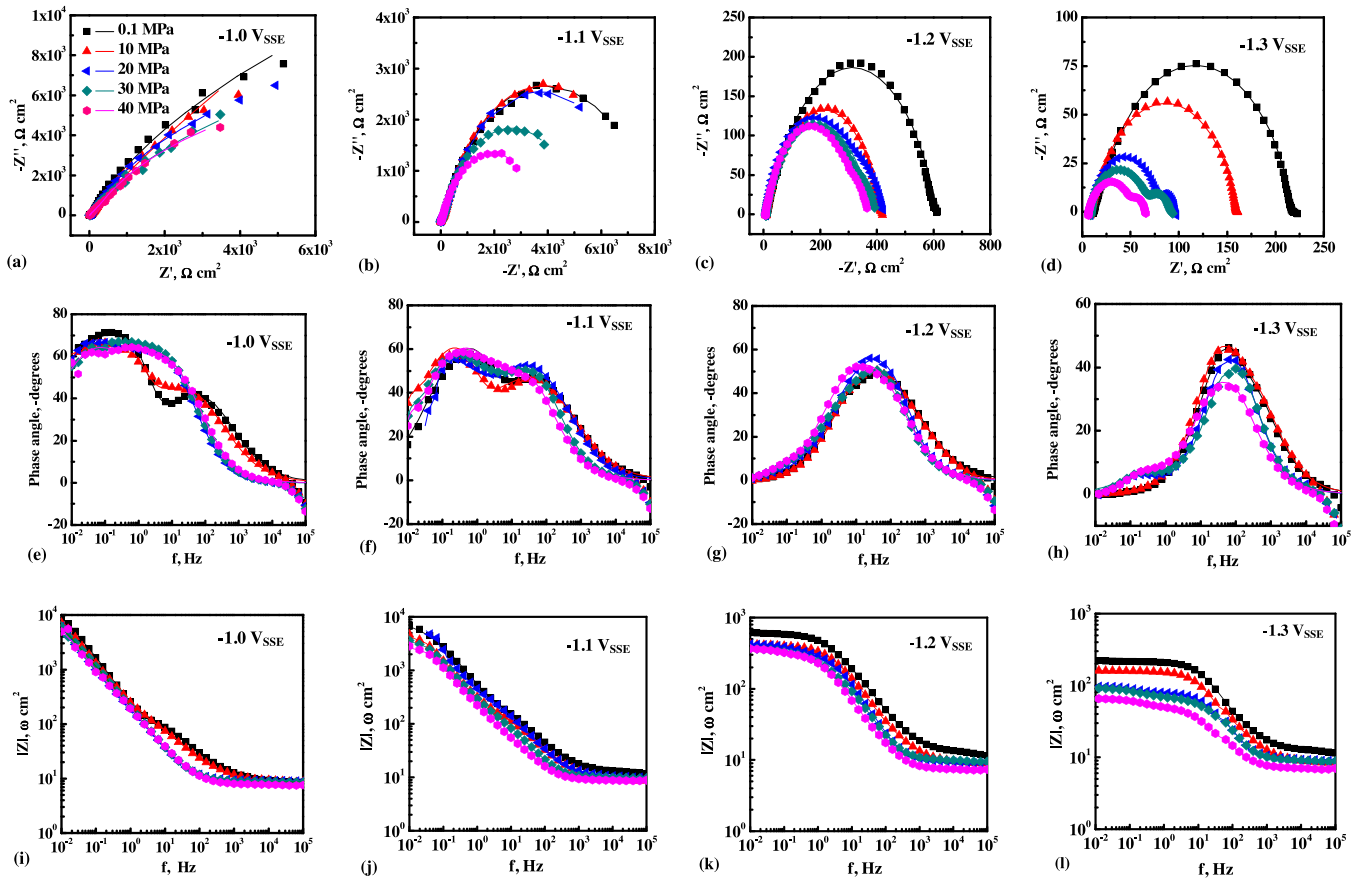 1x10⁴
8x10³
6x10³
4x10³
2x10³
0
-Z'', Ω cm²
0.1 MPa
10 MPa
20 MPa
30 MPa
40 MPa
-1.0 V_SSE
0 2x10³ 4x10³ 6x10³
Z', Ω cm²
(a)
4x10³
3x10³
2x10³
1x10³
0
-Z'', Ω cm²
-1.1 V_SSE
0 2x10³ 4x10³ 6x10³ 8x10³
-Z', Ω cm²
(b)
250
200
150
100
50
0
-Z'', Ω cm²
-1.2 V_SSE
0 200 400 600 800
-Z', Ω cm²
(c)
100
75
50
25
0
-Z'', Ω cm²
-1.3 V_SSE
0 50 100 150 200 250
Z', Ω cm²
(d)
80
60
40
20
0
-20
Phase angle, -degrees
-1.0 V_SSE
10⁻² 10⁻¹ 10⁰ 10¹ 10² 10³ 10⁴ 10⁵
f, Hz
(e)
80
60
40
20
0
-20
Phase angle, -degrees
-1.1 V_SSE
10⁻² 10⁻¹ 10⁰ 10¹ 10² 10³ 10⁴ 10⁵
f, Hz
(f)
80
60
40
20
0
-20
Phase angle, -degrees
-1.2 V_SSE
10⁻² 10⁻¹ 10⁰ 10¹ 10² 10³ 10⁴ 10⁵
f, Hz
(g)
60
40
20
0
Phase angle, -degrees
-1.3 V_SSE
10⁻² 10⁻¹ 10⁰ 10¹ 10² 10³ 10⁴ 10⁵
f, Hz
(h)
10⁴
10³
10²
10¹
10⁰
|Z|, ω cm²
-1.0 V_SSE
10⁻² 10⁻¹ 10⁰ 10¹ 10² 10³ 10⁴ 10⁵
f, Hz
(i)
10⁴
10³
10²
10¹
10⁰
|Z|, ω cm²
-1.1 V_SSE
10⁻² 10⁻¹ 10⁰ 10¹ 10² 10³ 10⁴ 10⁵
f, Hz
(j)
10³
10²
10¹
10⁰
|Z|, ω cm²
-1.2 V_SSE
10⁻² 10⁻¹ 10⁰ 10¹ 10² 10³ 10⁴ 10⁵
f, Hz
(k)
10³
10²
10¹
10⁰
|Z|, ω cm²
-1.3 V_SSE
10⁻² 10⁻¹ 10⁰ 10¹ 10² 10³ 10⁴ 10⁵
f, Hz
(l)